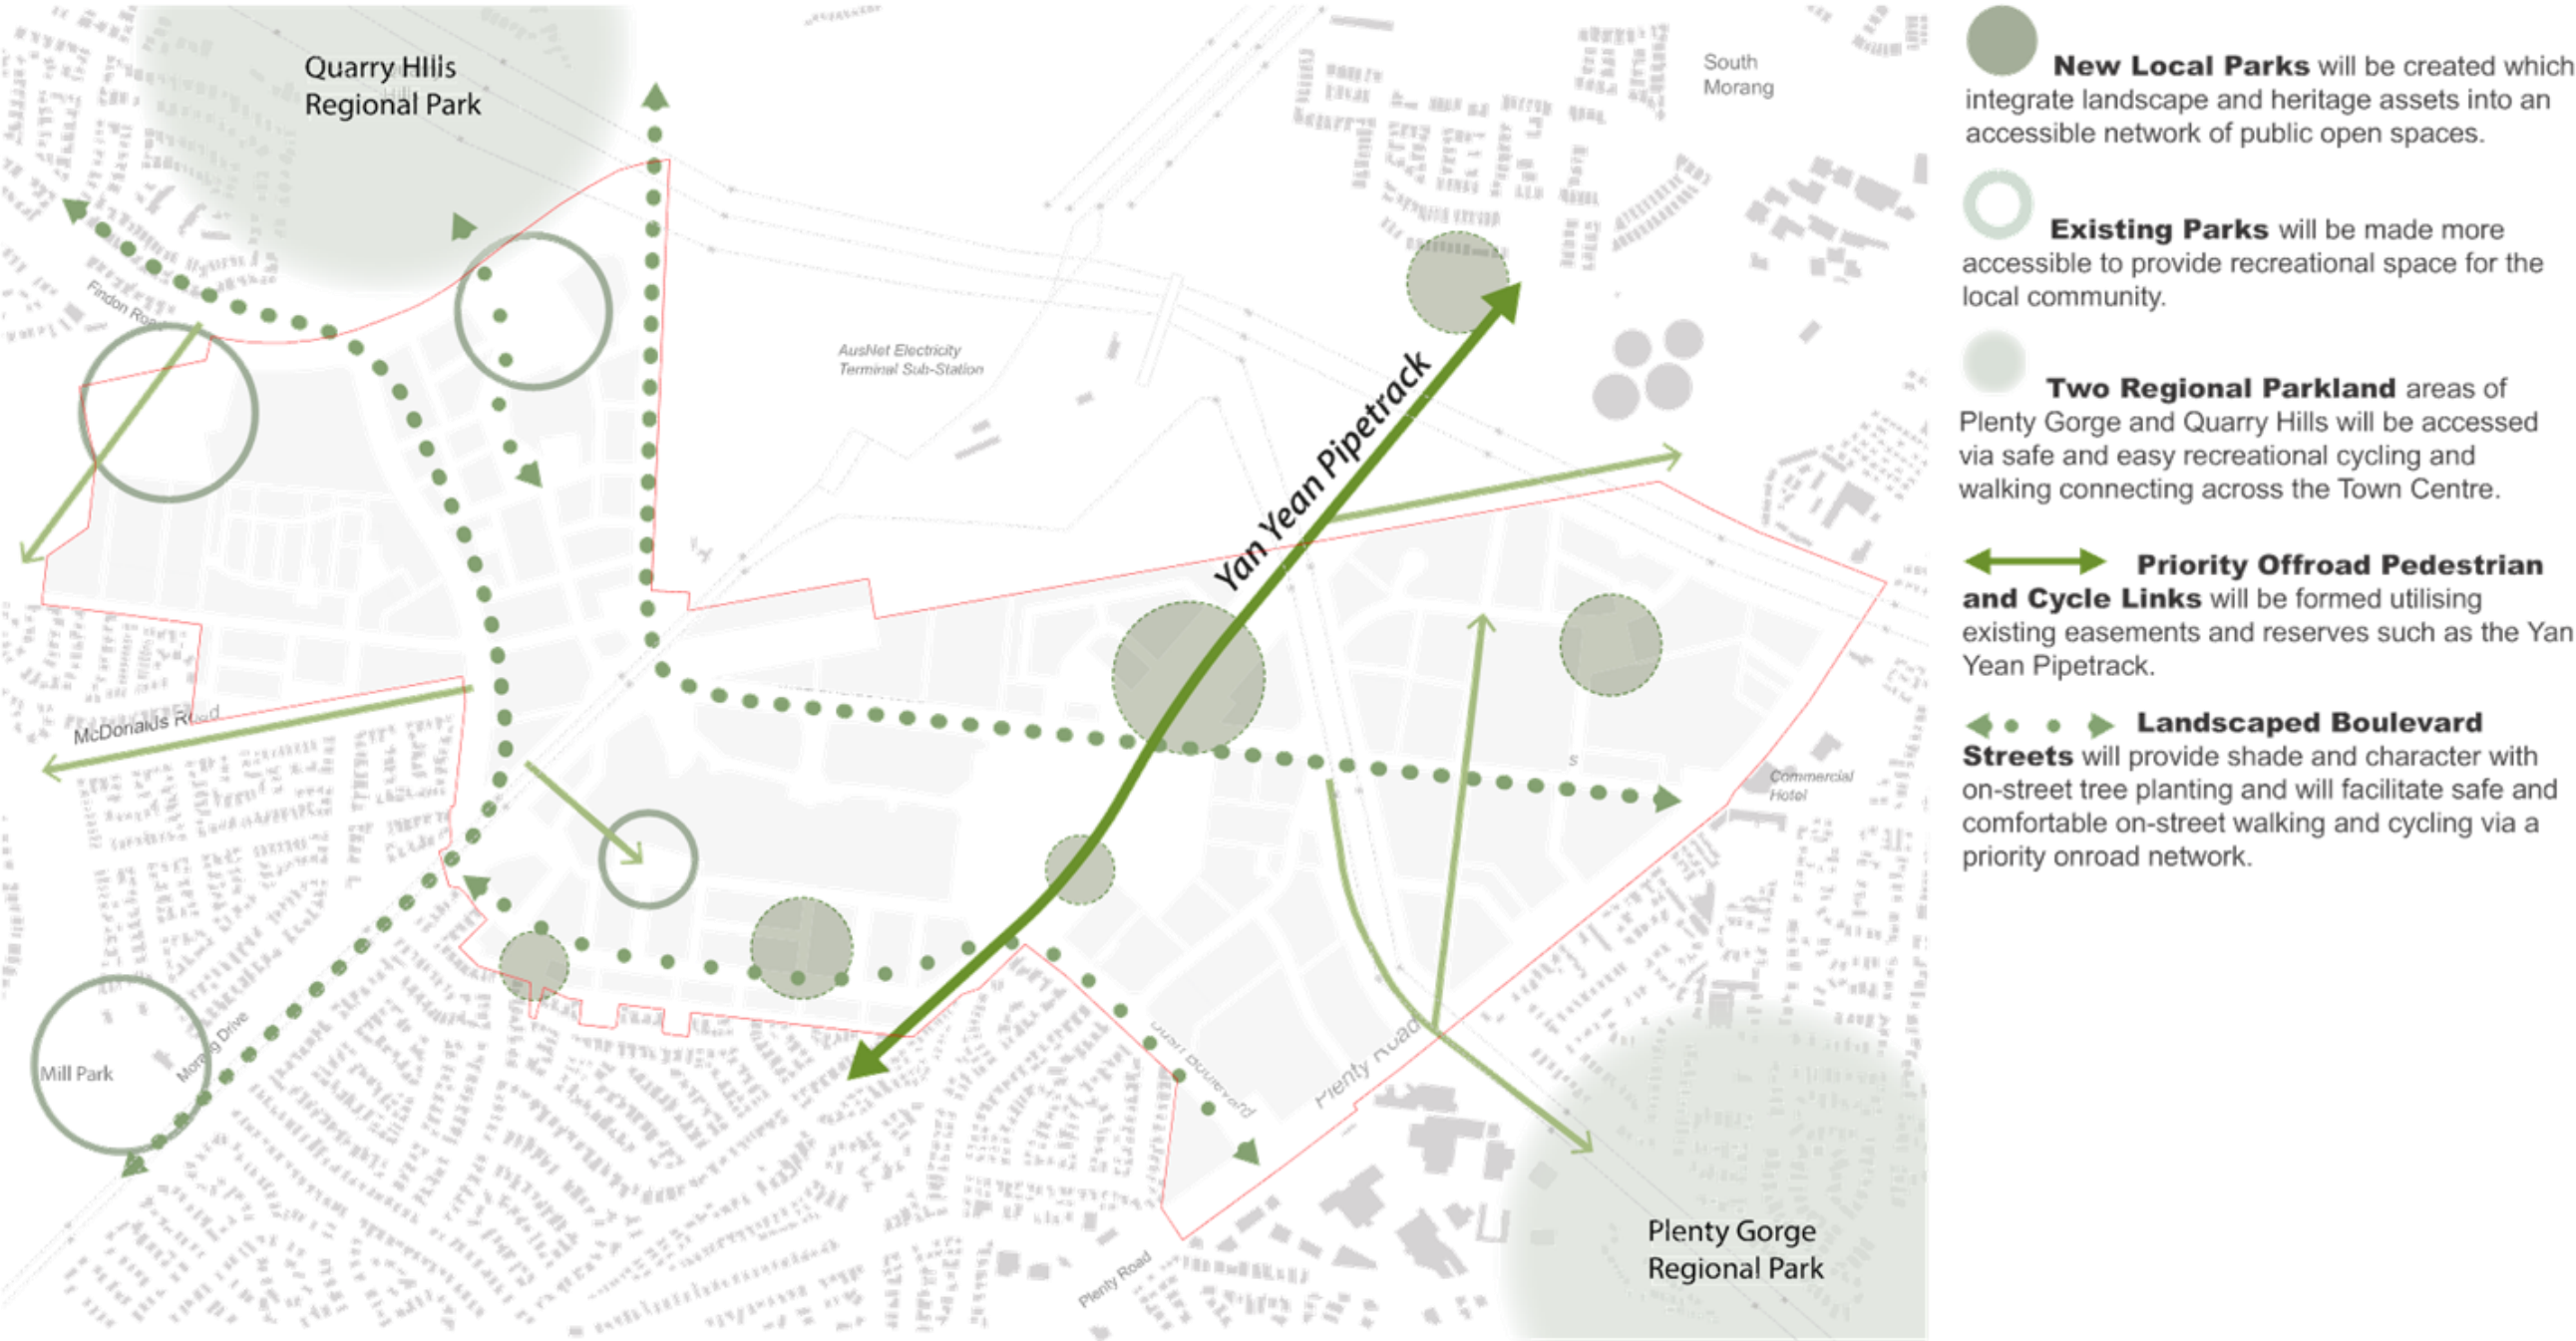 Quarry HIlis
Regional Park
South
Morang
Findon Road
AusNet Electricity
Terminal Sub-Station
Yan Yean Pipetrack
McDonalds Road
S
Commercial
Hotel
Mill Park
Morang Drive
Boulevard
Plenty Road
Plenty Road
Plenty Gorge
Regional Park
New Local Parks will be created which
integrate landscape and heritage assets into an
accessible network of public open spaces.
Existing Parks will be made more
accessible to provide recreational space for the
local community.
Two Regional Parkland areas of
Plenty Gorge and Quarry Hills will be accessed
via safe and easy recreational cycling and
walking connecting across the Town Centre.
Priority Offroad Pedestrian
and Cycle Links will be formed utilising
existing easements and reserves such as the Yan
Yean Pipetrack.
Landscaped Boulevard
Streets will provide shade and character with
on-street tree planting and will facilitate safe and
comfortable on-street walking and cycling via a
priority onroad network.